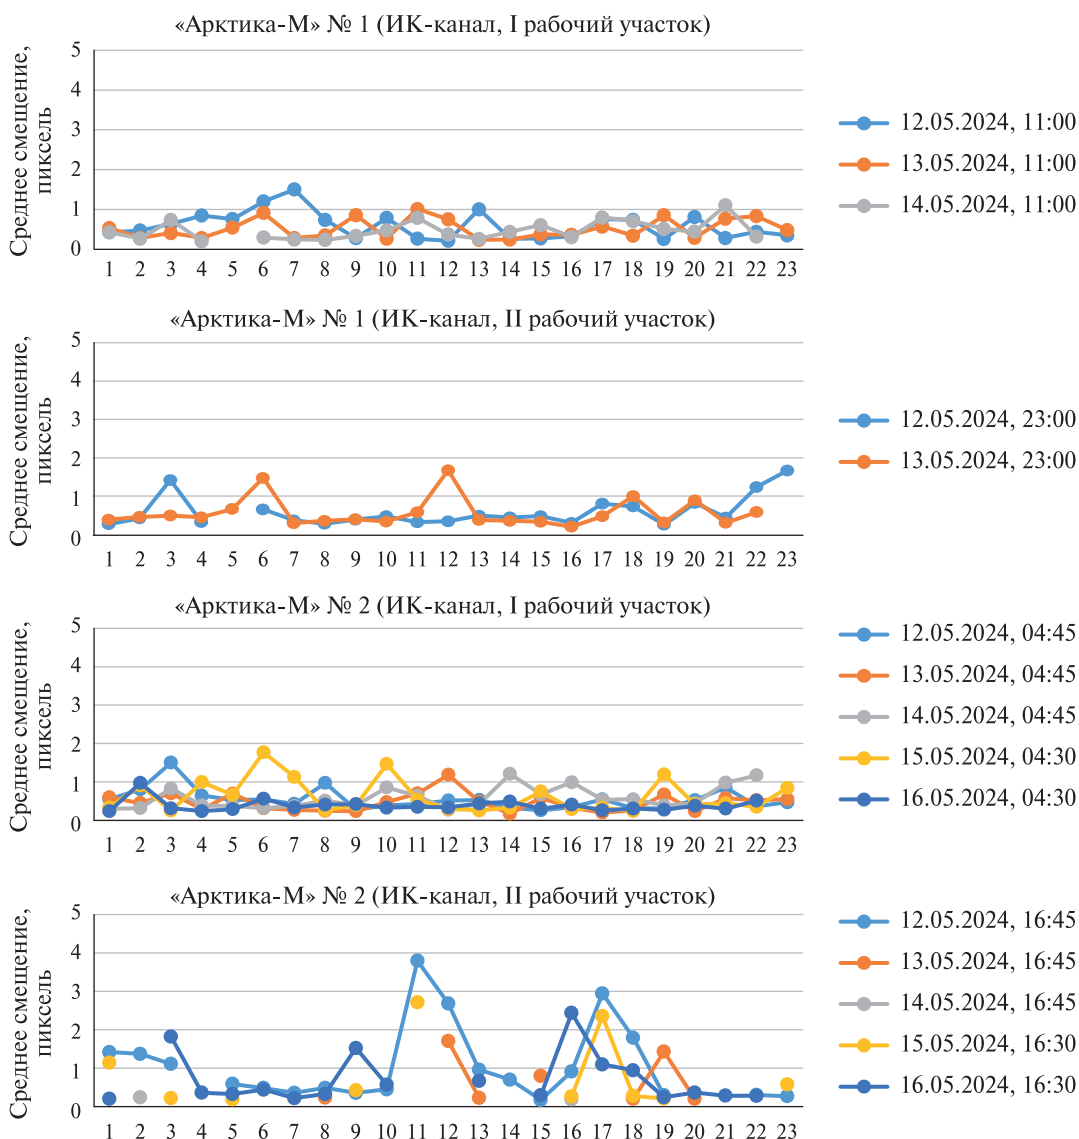 «Арктика-М» № 1 (ИК-канал, I рабочий участок)
Среднее смещение,
пиксель
5
4
3
2
1
0
1 2 3 4 5 6 7 8 9 10 11 12 13 14 15 16 17 18 19 20 21 22 23
12.05.2024, 11:00
13.05.2024, 11:00
14.05.2024, 11:00
«Арктика-М» № 1 (ИК-канал, II рабочий участок)
Среднее смещение,
пиксель
5
4
3
2
1
0
1 2 3 4 5 6 7 8 9 10 11 12 13 14 15 16 17 18 19 20 21 22 23
12.05.2024, 23:00
13.05.2024, 23:00
«Арктика-М» № 2 (ИК-канал, I рабочий участок)
Среднее смещение,
пиксель
5
4
3
2
1
0
1 2 3 4 5 6 7 8 9 10 11 12 13 14 15 16 17 18 19 20 21 22 23
12.05.2024, 04:45
13.05.2024, 04:45
14.05.2024, 04:45
15.05.2024, 04:30
16.05.2024, 04:30
«Арктика-М» № 2 (ИК-канал, II рабочий участок)
Среднее смещение,
пиксель
5
4
3
2
1
0
1 2 3 4 5 6 7 8 9 10 11 12 13 14 15 16 17 18 19 20 21 22 23
12.05.2024, 16:45
13.05.2024, 16:45
14.05.2024, 16:45
15.05.2024, 16:30
16.05.2024, 16:30